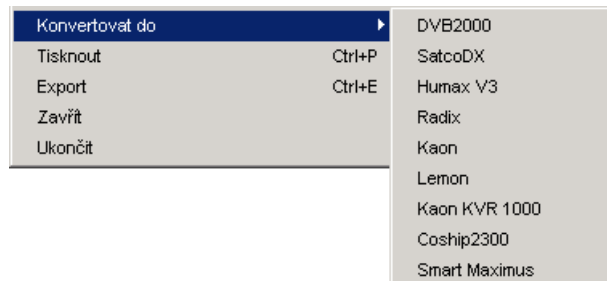 Konvertovat do
Tisknout Ctrl+P
Export Ctrl+E
Zavřít
Ukončit
DVB2000
SatcoDX
Humax V3
Radix
Kaon
Lemon
Kaon KVR 1000
Coship2300
Smart Maximus